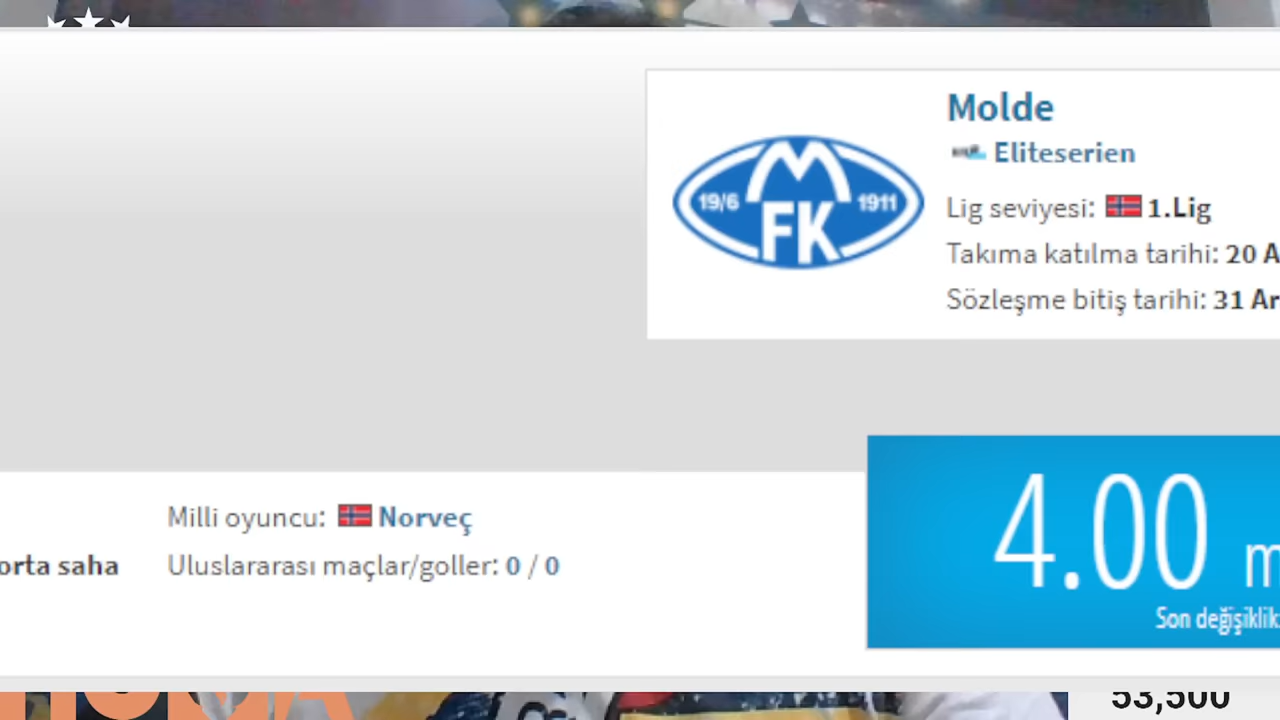 Molde
Eliteserien
Lig seviyesi: 1.Lig
Takıma katılma tarihi: 20 A
Sözleşme bitiş tarihi: 31 Ar
19/6 1911
M
FK
4.00 m
Son değişiklik:
Milli oyuncu: Norveç
orta saha
Uluslararası maçlar/goller: 0 / 0
53,500